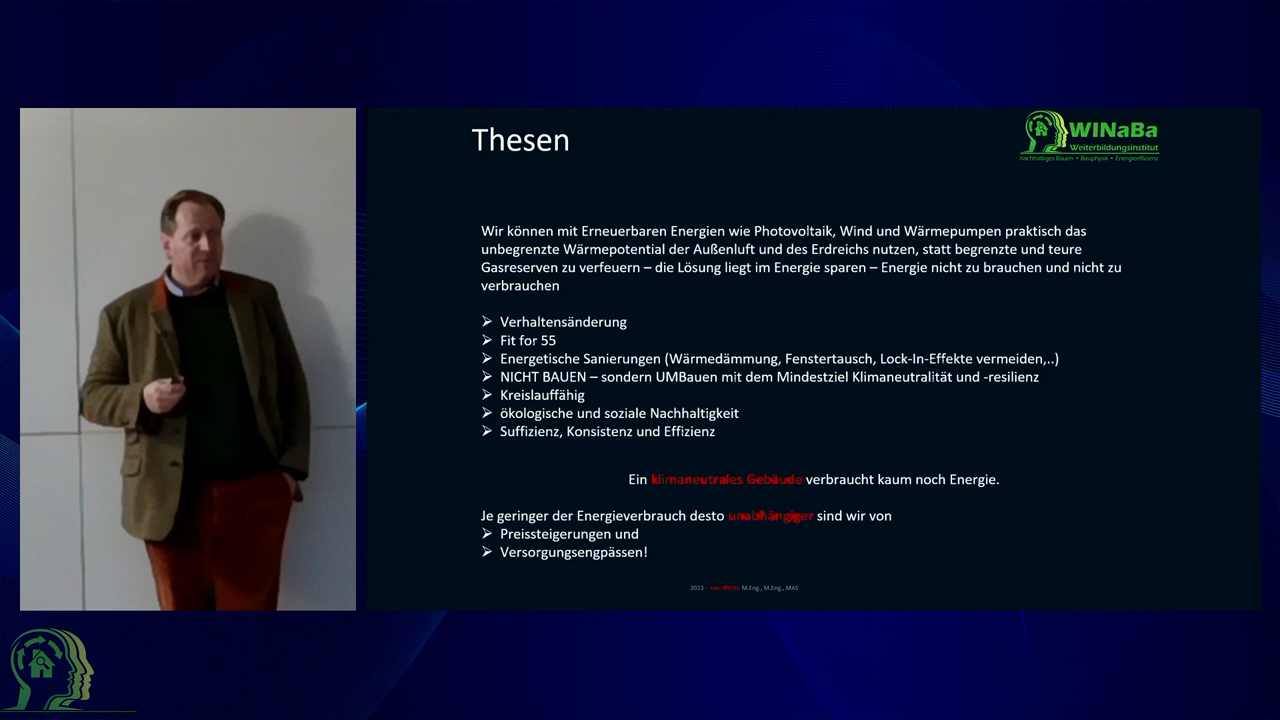 Thesen
WINaBa
Weiterbildungsinstitut
nachhaltiges Bauen • Bauphysik • Energieeffizienz
Wir können mit Erneuerbaren Energien wie Photovoltaik, Wind und Wärmepumpen praktisch das
unbegrenzte Wärmepotential der Außenluft und des Erdreichs nutzen, statt begrenzte und teure
Gasreserven zu verfeuern – die Lösung liegt im Energie sparen – Energie nicht zu brauchen und nicht zu
verbrauchen
➢ Verhaltensänderung
➢ Fit for 55
➢ Energetische Sanierungen (Wärmedämmung, Fenstertausch, Lock-In-Effekte vermeiden,..)
➢ NICHT BAUEN – sondern UMBauen mit dem Mindestziel Klimaneutralität und -resilienz
➢ Kreislauffähig
➢ ökologische und soziale Nachhaltigkeit
➢ Suffizienz, Konsistenz und Effizienz
Ein klimaneutrales Gebäude verbraucht kaum noch Energie.
Je geringer der Energieverbrauch desto unabhängiger sind wir von
➢ Preissteigerungen und
➢ Versorgungsengpässen!
2023 - M.Eng., M.Eng., MAS